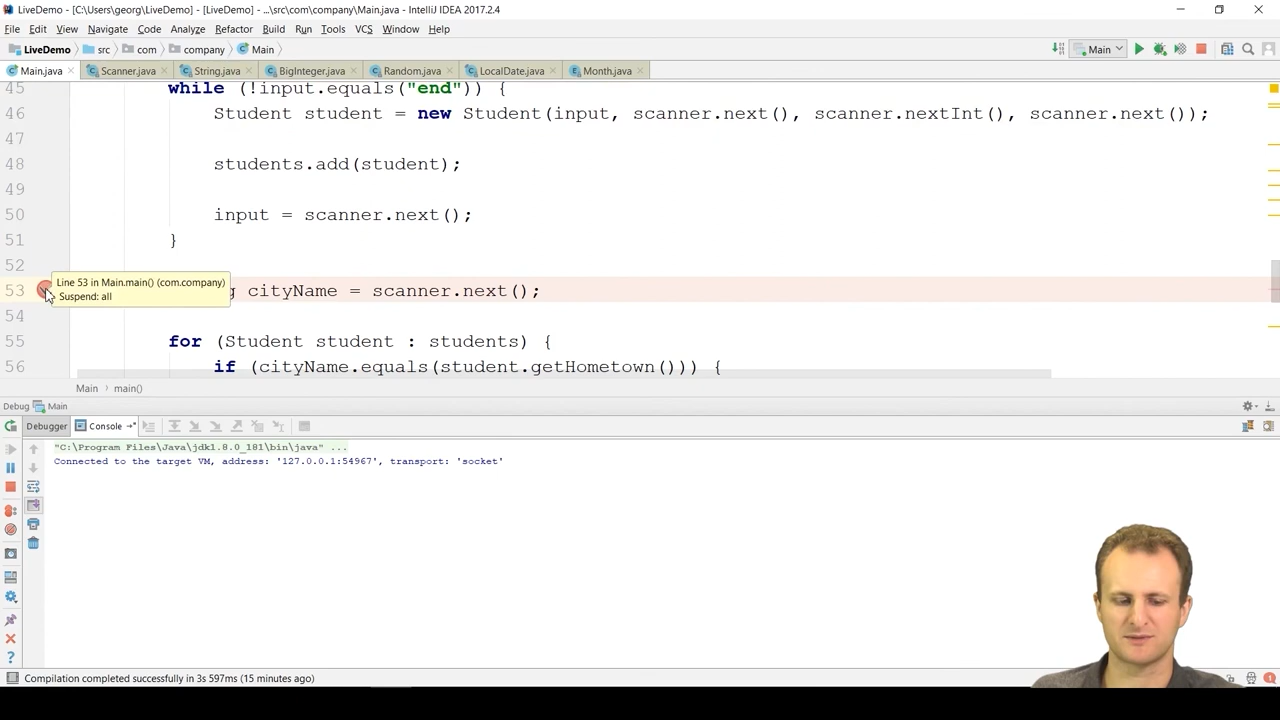 LiveDemo - [C:\Users\georg\LiveDemo] - [LiveDemo] - ...\src\com\company\Main.java - IntelliJ IDEA 2017.2.4
File Edit View Navigate Code Analyze Refactor Build Run Tools VCS Window Help
LiveDemo src com company Main Main
Main.java Scanner.java String.java BigInteger.java Random.java LocalDate.java Month.java
45 while (!input.equals("end")) {
46 Student student = new Student(input, scanner.next(), scanner.nextInt(), scanner.next());
47
48 students.add(student);
49
50 input = scanner.next();
51 }
52
Line 53 in Main.main() (com.company)
Suspend: all
53 g cityName = scanner.next();
54
55 for (Student student : students) {
56 if (cityName.equals(student.getHometown())) {
Main › main()
Debug Main
Debugger Console
"C:\Program Files\Java\jdk1.8.0_181\bin\java" ...
Connected to the target VM, address: '127.0.0.1:54967', transport: 'socket'
Compilation completed successfully in 3s 597ms (15 minutes ago)